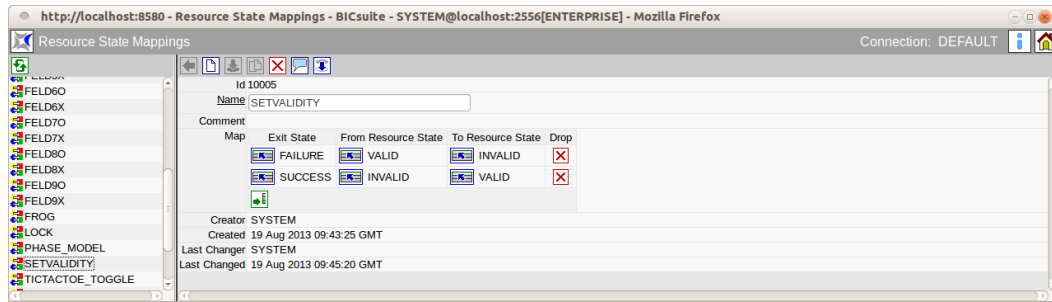 http://localhost:8580 - Resource State Mappings - BICsuite - SYSTEM@localhost:2556[ENTERPRISE] - Mozilla Firefox
Resource State Mappings
Connection: DEFAULT
FELD6O
FELD6X
FELD7O
FELD7X
FELD8O
FELD8X
FELD9O
FELD9X
FROG
LOCK
PHASE_MODEL
SETVALIDITY
TICTACTOE_TOGGLE
Id 10005
Name SETVALIDITY
Comment
Map Exit State From Resource State To Resource State Drop
FAILURE VALID INVALID
SUCCESS INVALID VALID
Creator SYSTEM
Created 19 Aug 2013 09:43:25 GMT
Last Changer SYSTEM
Last Changed 19 Aug 2013 09:45:20 GMT